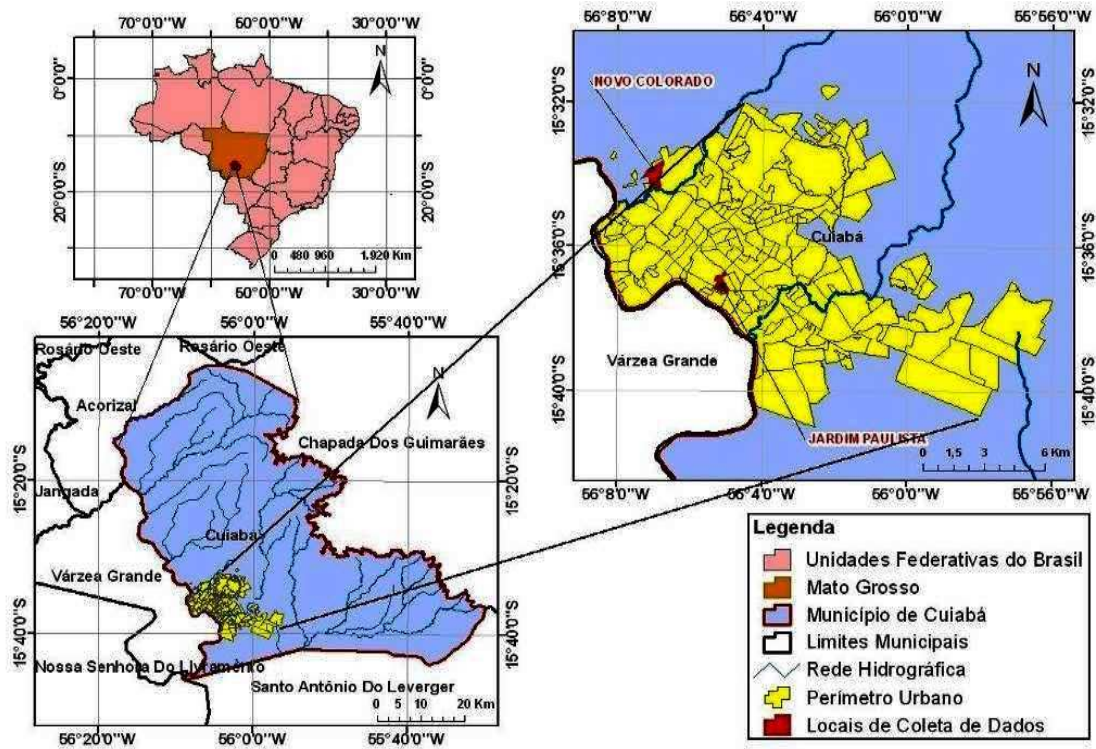 70°0'0"W 50°0'0"W 30°0'0"W
N
0°0'0"
0°0'0"
20°0'0"S
20°0'0"S
0 480 960 1.920 Km
70°0'0"W 50°0'0"W 30°0'0"W
56°8'0"W 56°4'0"W 56°0'0"W 55°56'0"W
NOVO COLORADO
N
15°32'0"S
15°32'0"S
Cuiabá
15°36'0"S
15°36'0"S
Várzea Grande
15°40'0"S
15°40'0"S
JARDIM PAULISTA
0 1,5 3 6 Km
56°8'0"W 56°4'0"W 56°0'0"W 55°56'0"W
56°20'0"W 56°0'0"W 55°40'0"W
Rosário Oeste Rosário Oeste
N
Acorizal
Chapada Dos Guimarães
15°20'0"S
15°20'0"S
Jangada
Cuiabá
Várzea Grande
15°40'0"S
15°40'0"S
Nossa Senhora Do Livramento
Santo Antônio Do Leverger
0 5 10 20 Km
56°20'0"W 56°0'0"W 55°40'0"W
Legenda
Unidades Federativas do Brasil
Mato Grosso
Município de Cuiabá
Limites Municipais
Rede Hidrográfica
Perímetro Urbano
Locais de Coleta de Dados